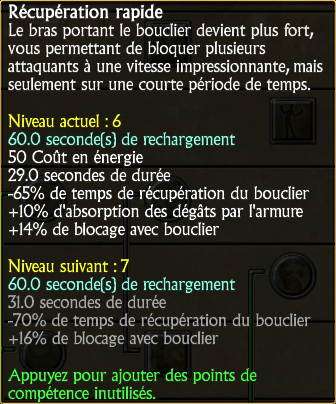 Récupération rapide
Le bras portant le bouclier devient plus fort,
vous permettant de bloquer plusieurs
attaquants à une vitesse impressionnante, mais
seulement sur une courte période de temps.
Niveau actuel : 6
60.0 seconde(s) de rechargement
50 Coût en énergie
29.0 secondes de durée
-65% de temps de récupération du bouclier
+10% d'absorption des dégâts par l'armure
+14% de blocage avec bouclier
Niveau suivant : 7
60.0 seconde(s) de rechargement
31.0 secondes de durée
-70% de temps de récupération du bouclier
+16% de blocage avec bouclier
Appuyez pour ajouter des points de
compétence inutilisés.